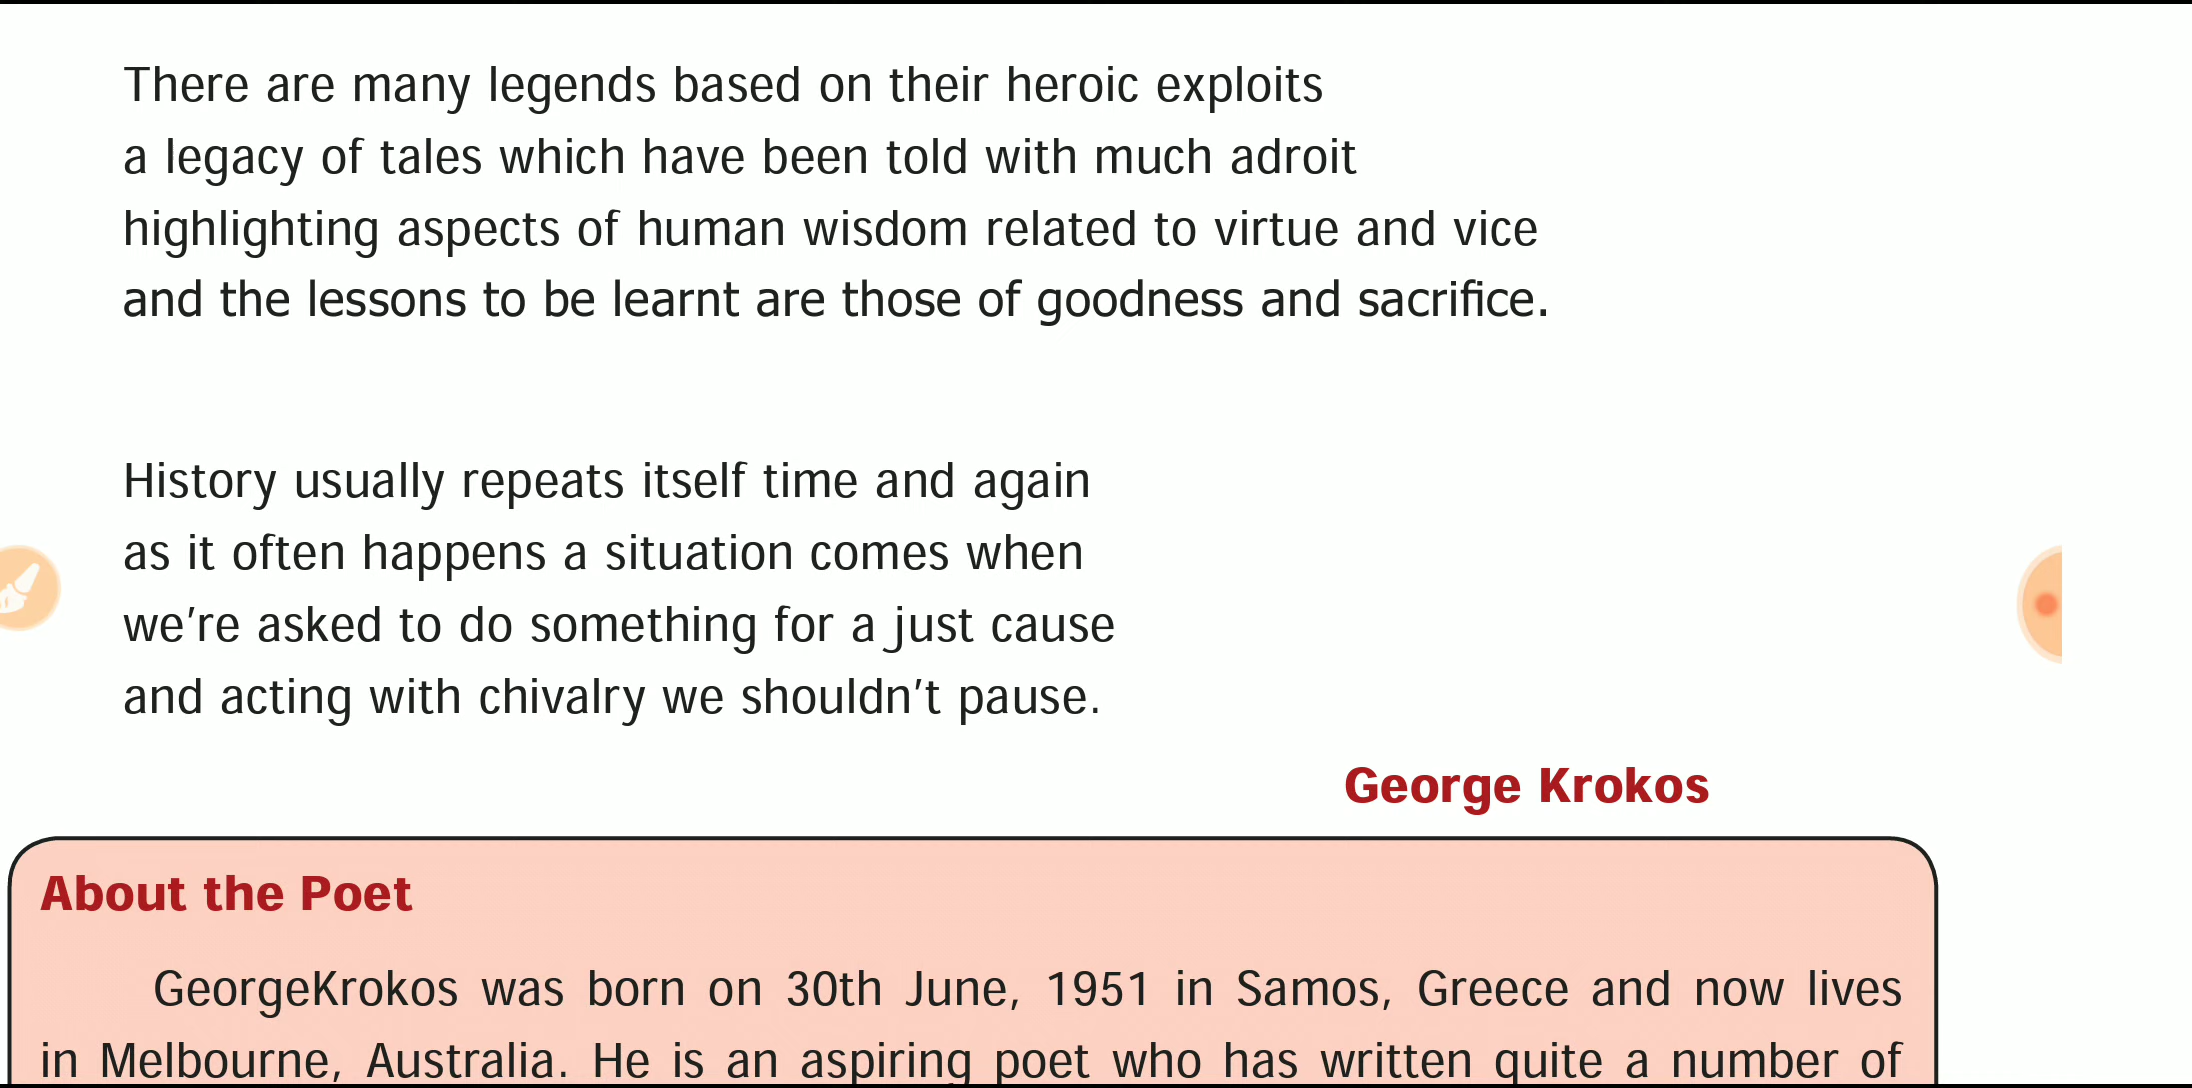 There are many legends based on their heroic exploits
a legacy of tales which have been told with much adroit
highlighting aspects of human wisdom related to virtue and vice
and the lessons to be learnt are those of goodness and sacrifice.
History usually repeats itself time and again
as it often happens a situation comes when
we're asked to do something for a just cause
and acting with chivalry we shouldn't pause.
George Krokos
About the Poet
GeorgeKrokos was born on 30th June, 1951 in Samos, Greece and now lives
in Melbourne, Australia. He is an aspiring poet who has written quite a number of